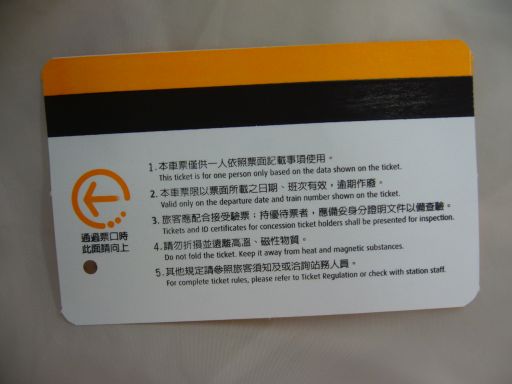 1. 本車票僅供一人依照票面記載事項使用。
This ticket is for one person only based on the data shown on the ticket.
2. 本車票限以票面所載之日期、班次有效，逾期作廢。
Valid only on the departure date and train number shown on the ticket.
3. 旅客應配合接受驗票；持優待票者，應備妥身分證明文件以備查驗。
Tickets and ID certificates for concession ticket holders shall be presented for inspection.
4. 請勿折損並遠離高溫、磁性物質。
Do not fold the ticket. Keep it away from heat and magnetic substances.
5. 其他規定請參照旅客須知及或洽詢站務人員。
For complete ticket rules, please refer to Ticket Regulation or check with station staff.
通過票口時
此面請向上